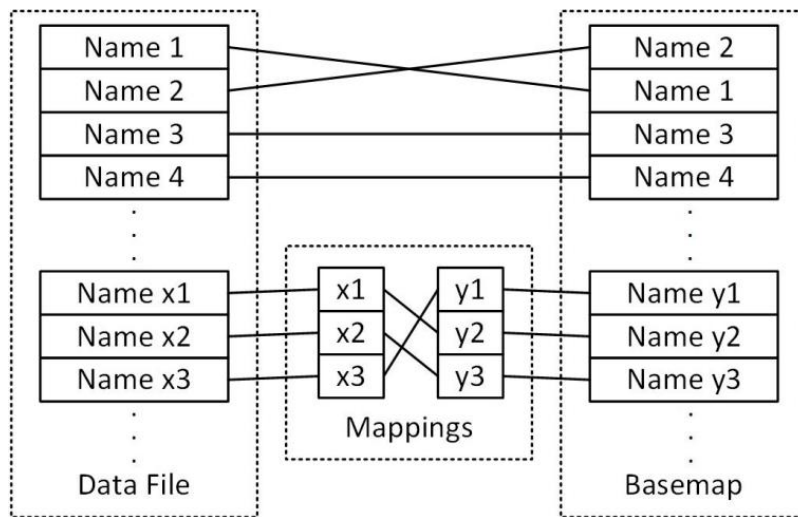 Name 1
Name 2
Name 3
Name 4
Name x1
Name x2
Name x3
Data File
x1
x2
x3
y1
y2
y3
Mappings
Name 2
Name 1
Name 3
Name 4
Name y1
Name y2
Name y3
Basemap